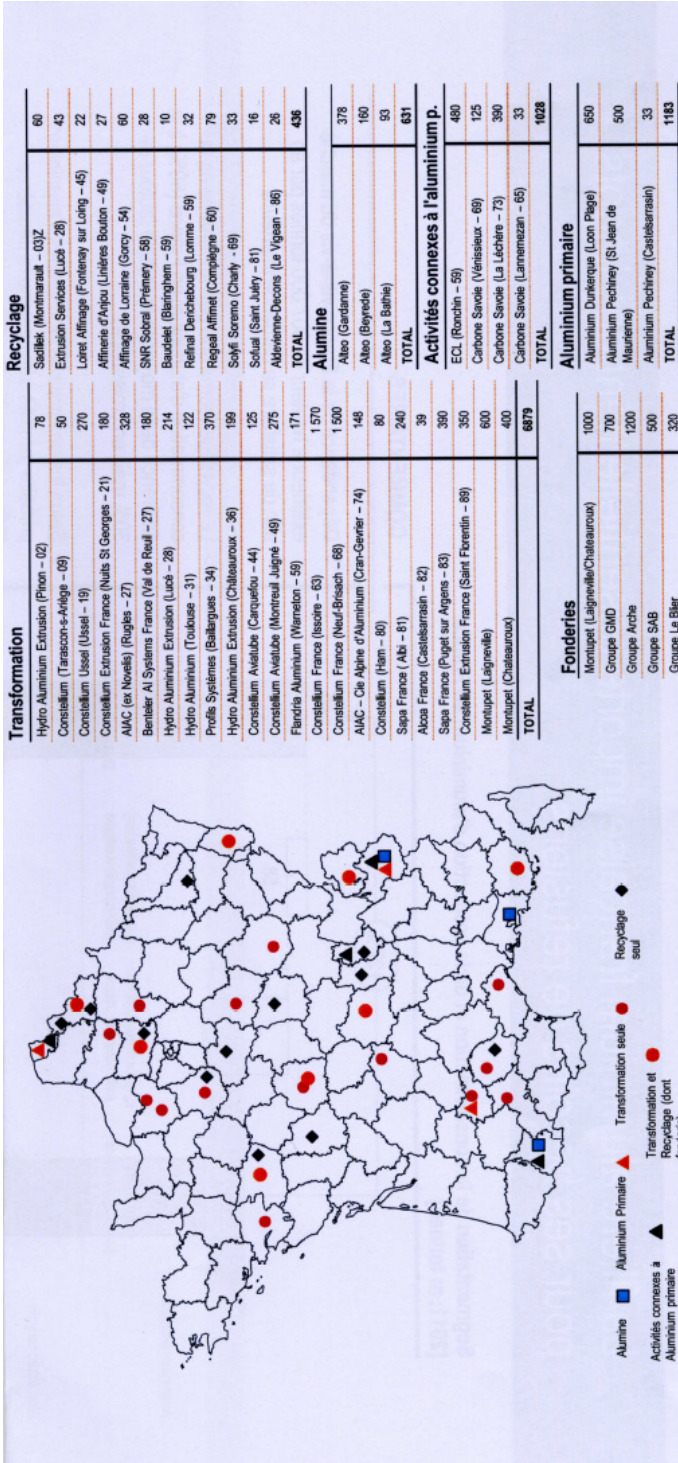 Transformation
Hydro Aluminium Extrusion (Pinon – 02) 78
Constellium (Tarascon-s-Ariège – 09) 50
Constellium Ussel (Ussel – 19) 270
Constellium Extrusion France (Nuits St Georges – 21) 180
AIAC (ex Novelis) (Rugles – 27) 328
Benteler Al Systems France (Val de Reuil – 27) 180
Hydro Aluminium Extrusion (Lucé – 28) 214
Hydro Aluminium (Toulouse – 31) 122
Profils Systèmes (Baillargues – 34) 370
Hydro Aluminium Extrusion (Châteauroux – 36) 199
Constellium Aviatube (Carquefou – 44) 125
Constellium Aviatube (Montreuil Juigné – 49) 275
Flandria Aluminium (Warneton – 59) 171
Constellium France (Issoire – 63) 1 570
Constellium France (Neuf-Brisach – 68) 1 500
AIAC – Cie Alpine d'Aluminium (Cran-Gevrier – 74) 148
Constellium (Ham – 80) 80
Sapa France ( Albi – 81) 240
Alcoa France (Castelsarrasin – 82) 39
Sapa France (Puget sur Argens – 83) 390
Constellium Extrusion France (Saint Florentin – 89) 350
Montupet (Laigneville) 600
Montupet (Chateauroux) 400
TOTAL 6879
Fonderies
Montupet (Laigneville/Chateauroux) 1000
Groupe GMD 700
Groupe Arche 1200
Groupe SAB 500
Groupe Le Bier 320
Recyclage
Sadillek (Montmarault – 03)Z 60
Extrusion Services (Lucé – 28) 43
Loiret Affinage (Fontenay sur Loing – 45) 22
Affinerie d'Anjou (Linières Bouton – 49) 27
Affinage de Lorraine (Gorcy – 54) 60
SNR Sobral (Prémery – 58) 28
Baudelet (Blaringhem – 59) 10
Refinal Derichebourg (Lomme – 59) 32
Regeal Affimet (Compiègne – 60) 79
Solyfi Soremo (Charly - 69) 33
Sotual (Saint Juéry – 81) 16
Aldevienne-Decons (Le Vigean – 86) 26
TOTAL 436
Alumine
Alteo (Gardanne) 378
Alteo (Beyrede) 160
Alteo (La Bathie) 93
TOTAL 631
Activités connexes à l'aluminium p.
ECL (Ronchin – 59) 480
Carbone Savoie (Vénissieux – 69) 125
Carbone Savoie (La Léchère – 73) 390
Carbone Savoie (Lannemezan – 65) 33
TOTAL 1028
Aluminium primaire
Aluminium Dunkerque (Loon Plage) 650
Aluminium Pechiney (St Jean de
Maurienne) 500
Aluminium Pechiney (Castelsarrasin) 33
TOTAL 1183
Alumine
Aluminium Primaire
Transformation seule
Recyclage
seul
Activités connexes à
Aluminium primaire
Transformation et
Recyclage (dont